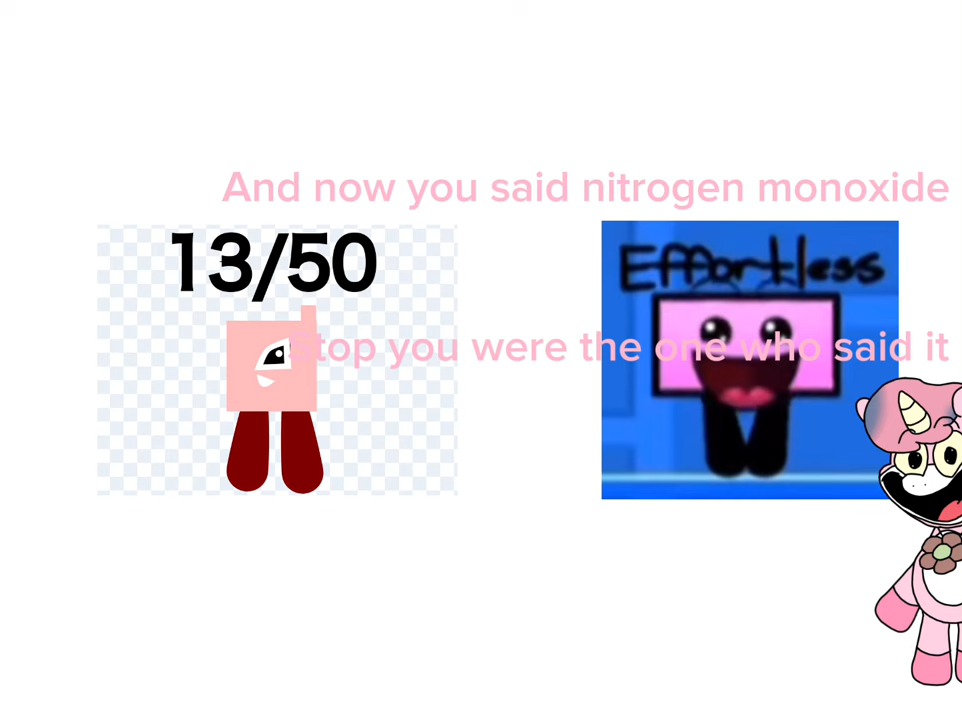 And now you said nitrogen monoxide
13/50
Effortless
Stop you were the one who said it